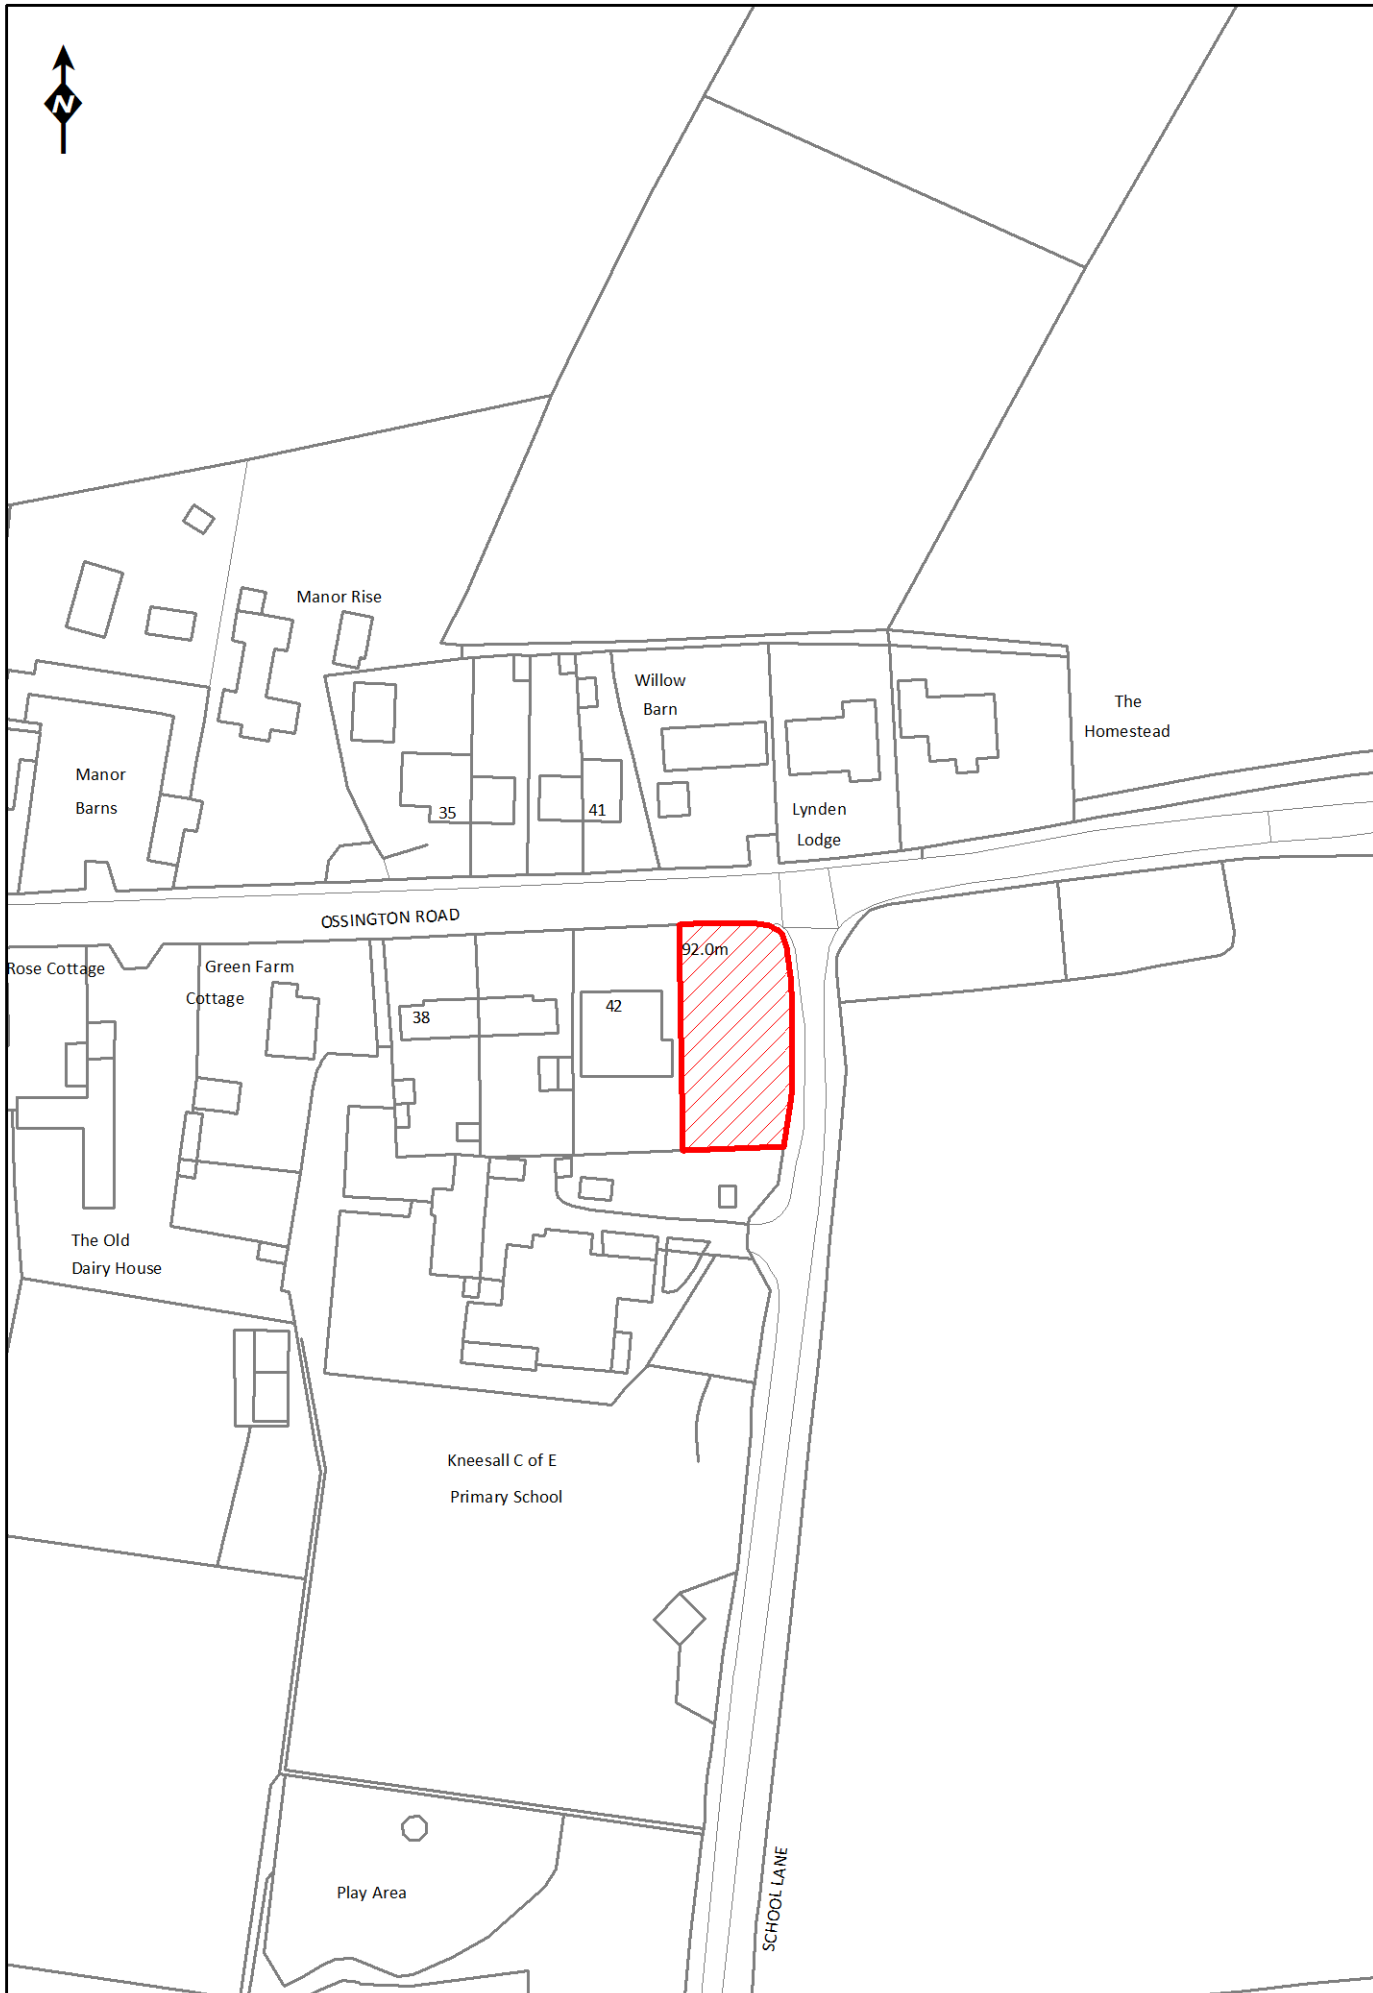 N
Manor Rise
Willow
Barn
The
Homestead
Manor
Barns
35
41
Lynden
Lodge
OSSINGTON ROAD
92.0m
Rose Cottage
Green Farm
Cottage
38
42
The Old
Dairy House
Kneesall C of E
Primary School
Play Area
SCHOOL LANE